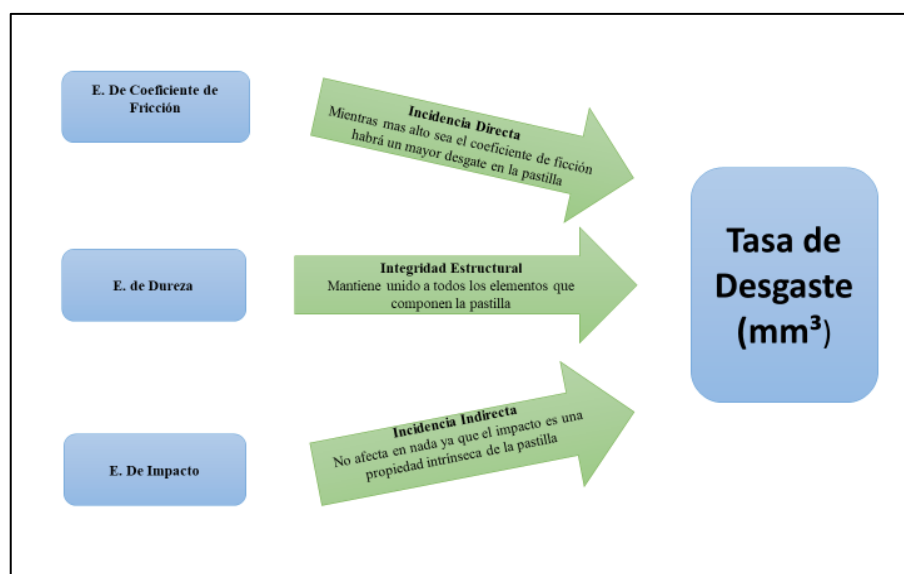 E. De Coeficiente de
Fricción
Incidencia Directa
Mientras mas alto sea el coeficiente de ficción
habrá un mayor desgate en la pastilla
E. de Dureza
Integridad Estructural
Mantiene unido a todos los elementos que
componen la pastilla
E. De Impacto
Incidencia Indirecta
No afecta en nada ya que el impacto es una
propiedad intrínseca de la pastilla
Tasa de
Desgaste
(mm³)